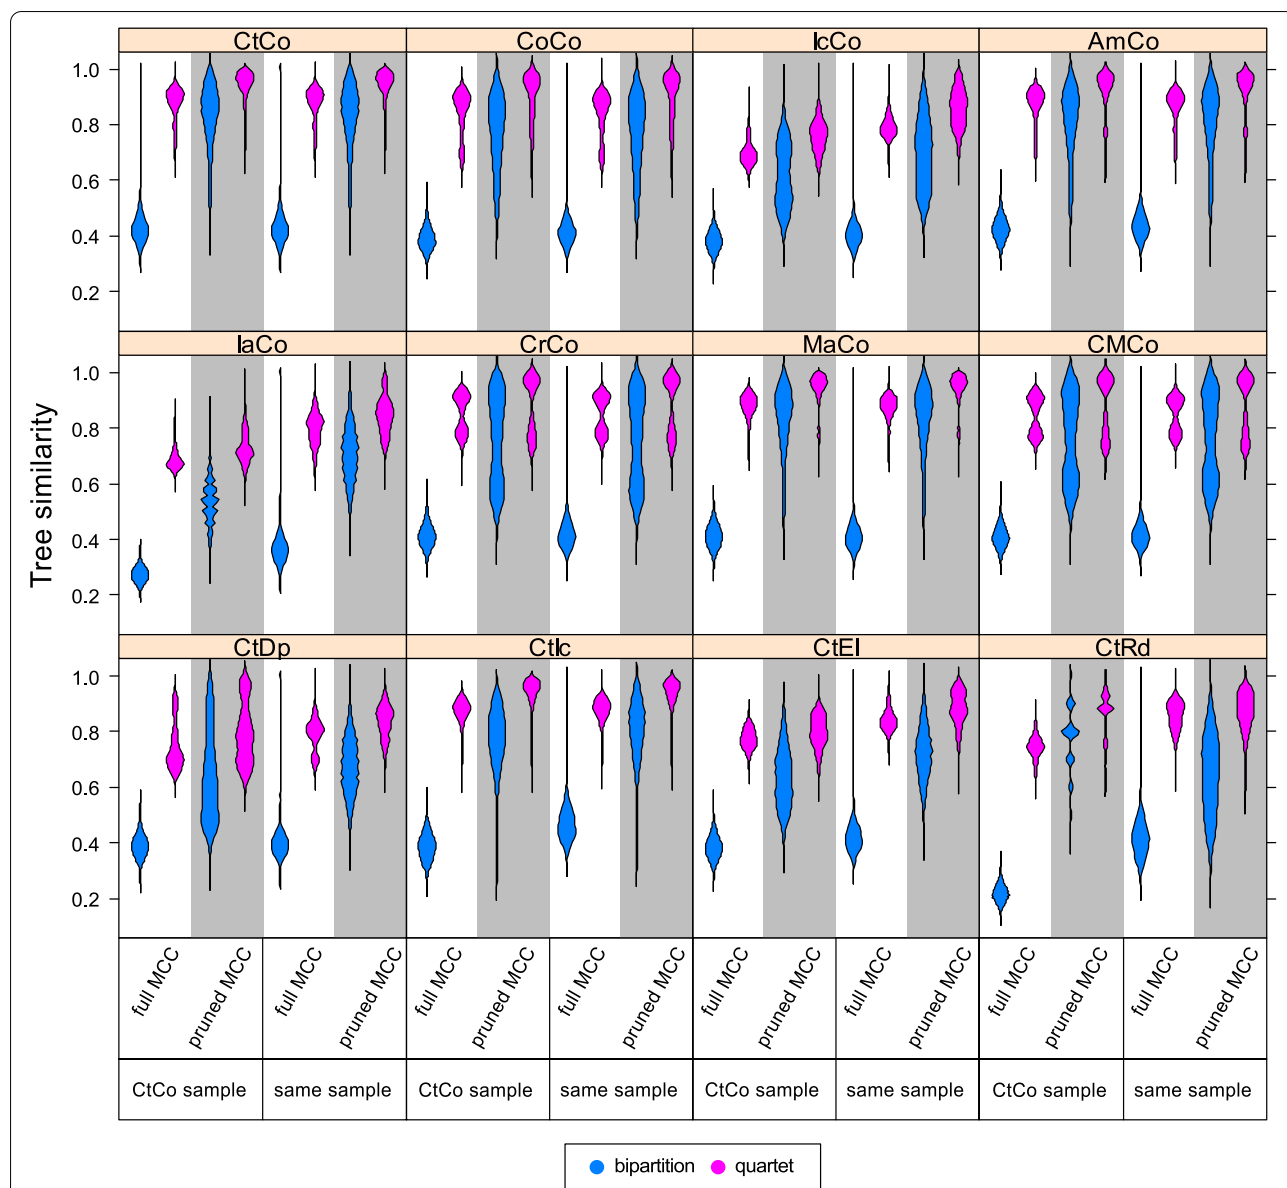 CtCo CoCo IcCo AmCo
1.0
0.8
0.6
0.4
0.2
IaCo CrCo MaCo CMCo
1.0
0.8
0.6
0.4
0.2
Tree similarity
CtDp CtIc CtEl CtRd
1.0
0.8
0.6
0.4
0.2
full MCC pruned MCC full MCC pruned MCC full MCC pruned MCC full MCC pruned MCC full MCC pruned MCC full MCC pruned MCC full MCC pruned MCC full MCC pruned MCC
CtCo sample same sample CtCo sample same sample CtCo sample same sample CtCo sample same sample
bipartition quartet